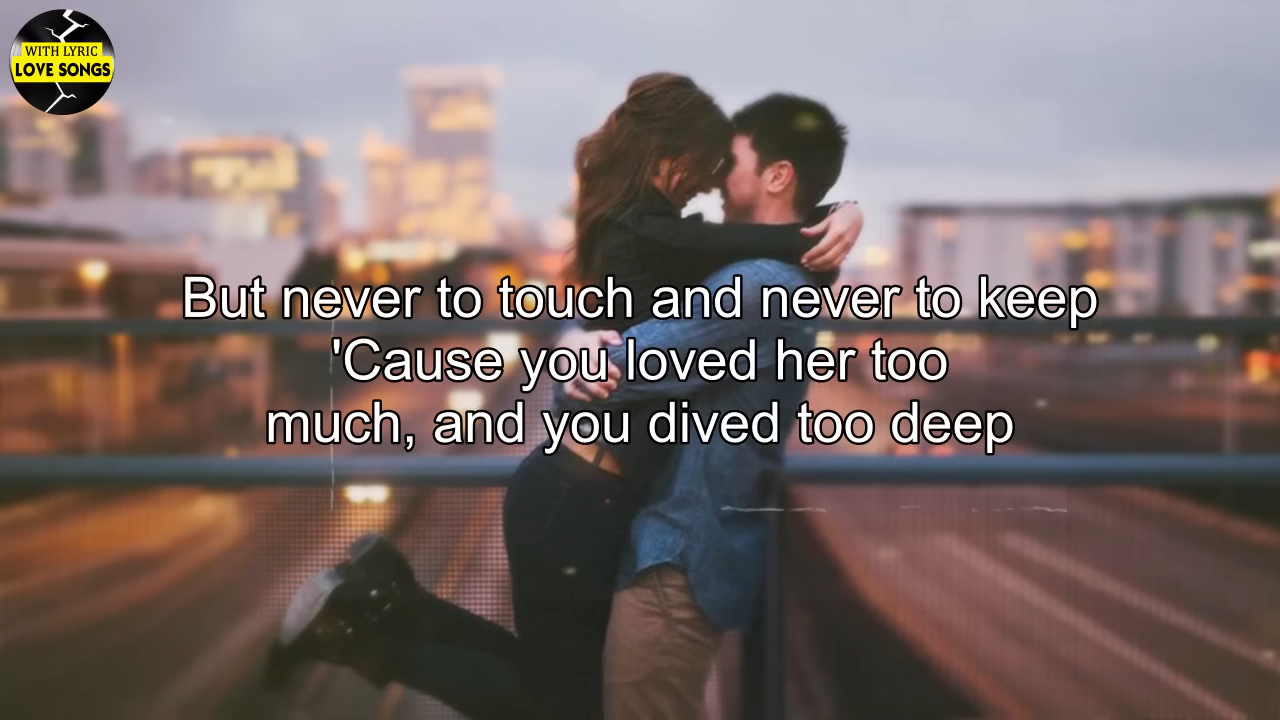 WITH LYRIC
LOVE SONGS
But never to touch and never to keep
'Cause you loved her too
much, and you dived too deep